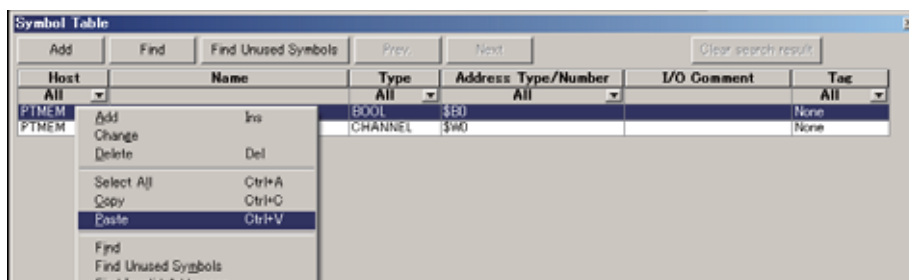 Symbol Table
Add Find Find Unused Symbols Prev. Next Clear search result
Host Name Type Address Type/Number I/O Comment Tag
All All All All
PTMEM BOOL $B0 None
PTMEM CHANNEL $W0 None
Add Ins
Change
Delete Del
Select All Ctrl+A
Copy Ctrl+C
Paste Ctrl+V
Find
Find Unused Symbols